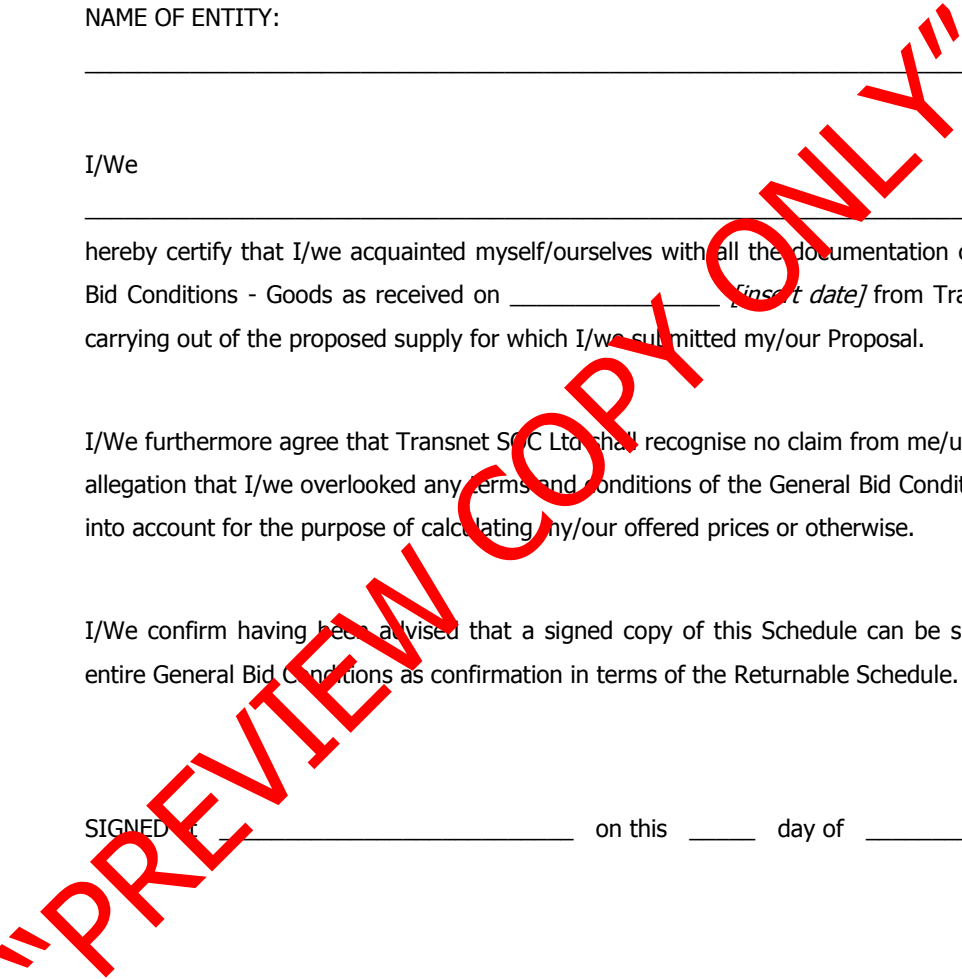 NAME OF ENTITY:
I/We
hereby certify that I/we acquainted myself/ourselves with all the documentation
Bid Conditions - Goods as received on ________________ [insert date] from
carrying out of the proposed supply for which I/we submitted my/our Proposal.
I/We furthermore agree that Transnet SOC Ltd shall recognise no claim from
allegation that I/we overlooked any terms and conditions of the General Bid
into account for the purpose of calculating my/our offered prices or otherwise.
I/We confirm having been advised that a signed copy of this Schedule can be
entire General Bid Conditions as confirmation in terms of the Returnable Schedule.
SIGNED at ___________________________ on this _____ day of ________
"PREVIEW COPY ONLY"